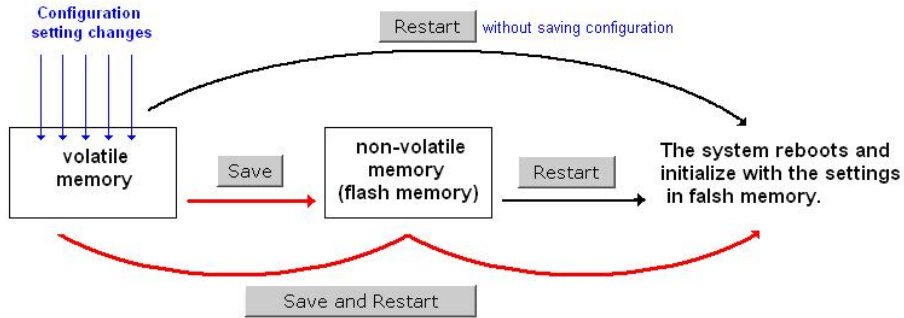 Configuration
setting changes
Restart
without saving configuration
volatile
memory
Save
non-volatile
memory
(flash memory)
Restart
The system reboots and
initialize with the settings
in falsh memory.
Save and Restart